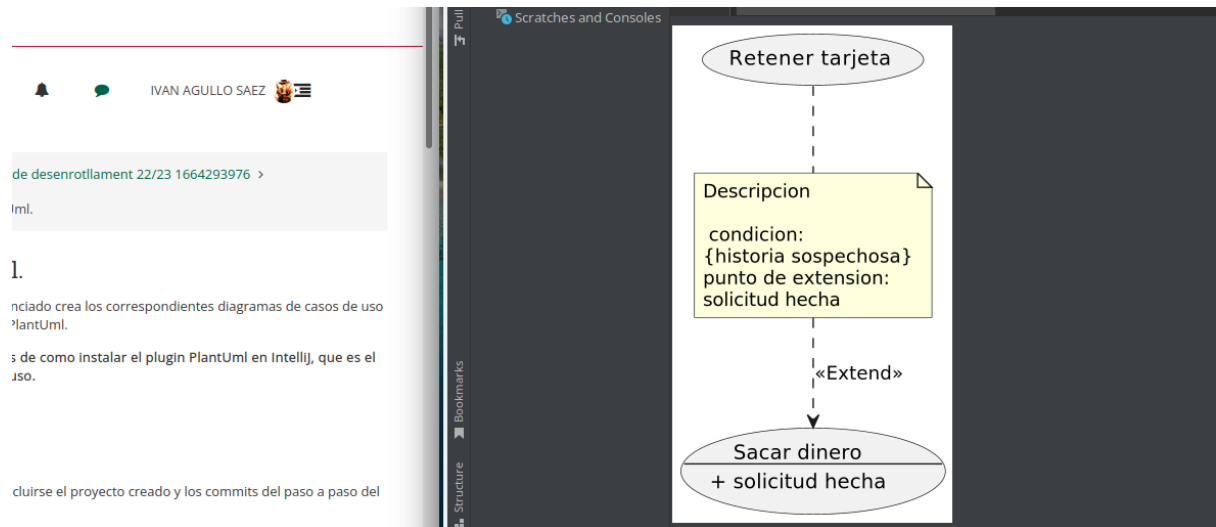 IVAN AGULLO SAEZ
de desenrotllament 22/23 1664293976 >
Uml.
l.
nciado crea los correspondientes diagramas de casos de uso
PlantUml.
s de como instalar el plugin PlantUml en IntelliJ, que es el
uso.
cluirse el proyecto creado y los commits del paso a paso del
Pull
Scratches and Consoles
Bookmarks
Structure
Retener tarjeta
Descripcion
condicion:
{historia sospechosa}
punto de extension:
solicitud hecha
«Extend»
Sacar dinero
+ solicitud hecha